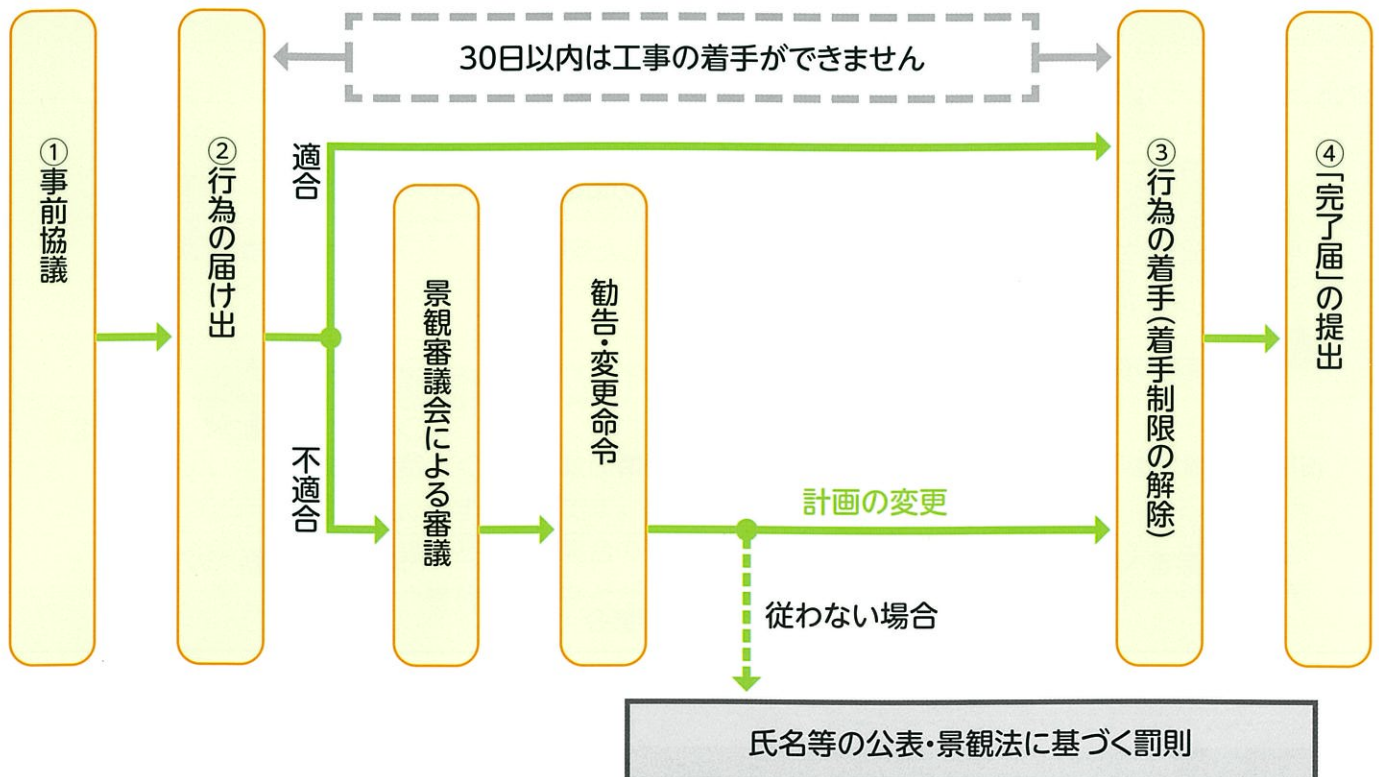 30日以内は工事の着手ができません
①事前協議
②行為の届け出
適合
不適合
景観審議会による審議
勧告・変更命令
計画の変更
従わない場合
氏名等の公表・景観法に基づく罰則
③行為の着手(着手制限の解除)
④「完了届」の提出